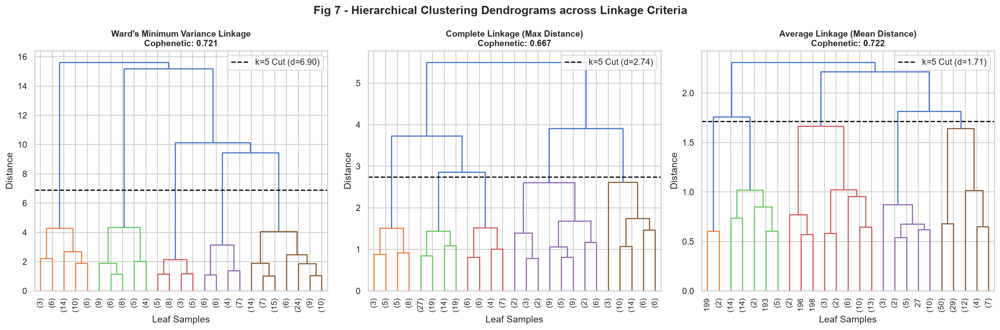 Fig 7 - Hierarchical Clustering Dendrograms across Linkage Criteria
Ward's Minimum Variance Linkage
Cophenetic: 0.721
k=5 Cut (d=6.90)
16
14
12
10
8
6
4
2
0
Distance
(3) (6) (14) (10) (6) (9) (6) (8) (5) (4) (5) (8) (3) (5) (6) (6) (4) (7) (14) (7) (15) (6) (24) (9) (10)
Leaf Samples
Complete Linkage (Max Distance)
Cophenetic: 0.667
k=5 Cut (d=2.74)
5
4
3
2
1
0
Distance
(3) (5) (5) (8) (27) (19) (14) (19) (6) (6) (4) (7) (2) (3) (2) (9) (5) (9) (2) (6) (3) (10) (14) (6) (6)
Leaf Samples
Average Linkage (Mean Distance)
Cophenetic: 0.722
k=5 Cut (d=1.71)
2.0
1.5
1.0
0.5
0.0
Distance
199 (2) (14) (14) (2) 193 (5) (2) 196 198 (3) (2) (6) (10) (13) (3) (2) (5) 27 (10) (50) (29) (12) (4) (7)
Leaf Samples